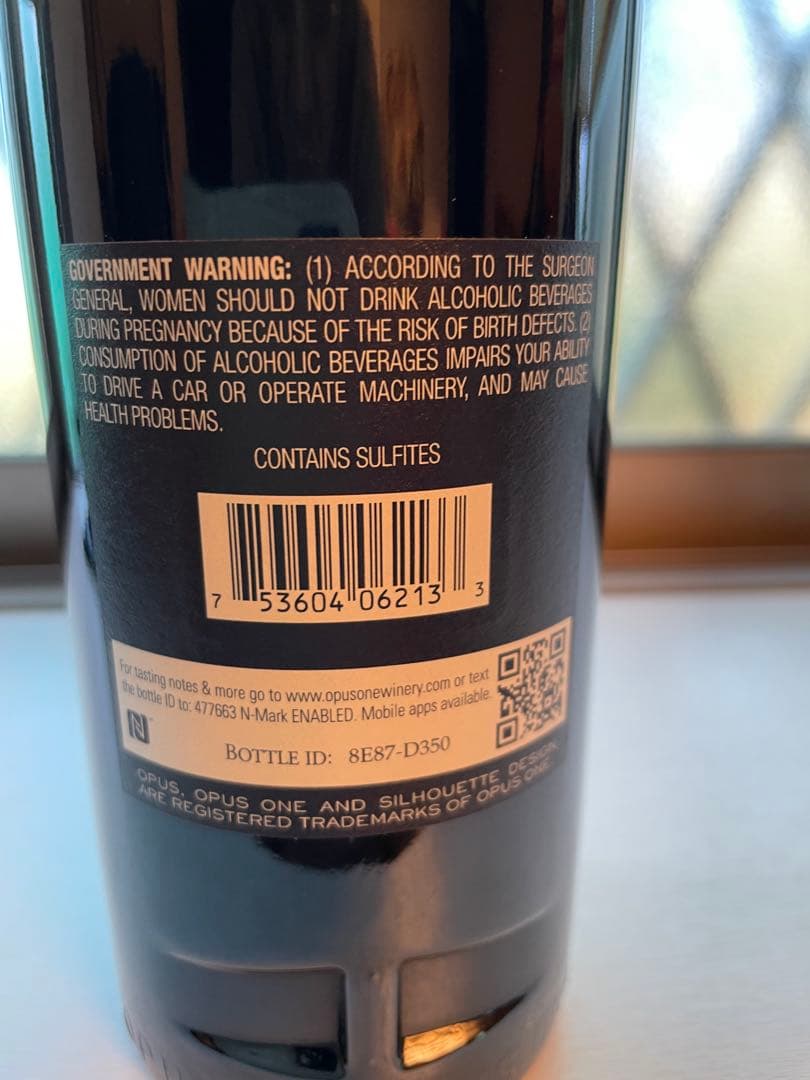 GOVERNMENT WARNING: (1) ACCORDING TO THE SURGEON
GENERAL, WOMEN SHOULD NOT DRINK ALCOHOLIC BEVERAGES
DURING PREGNANCY BECAUSE OF THE RISK OF BIRTH DEFECTS. (2)
CONSUMPTION OF ALCOHOLIC BEVERAGES IMPAIRS YOUR ABILITY
TO DRIVE A CAR OR OPERATE MACHINERY, AND MAY CAUSE
HEALTH PROBLEMS.
CONTAINS SULFITES
7 53604 06213 3
For tasting notes & more go to www.opusonewinery.com or text
the bottle ID to: 477663 N-Mark ENABLED. Mobile apps available.
BOTTLE ID: 8E87-D350
OPUS, OPUS ONE AND SILHOUETTE DESIGN
ARE REGISTERED TRADEMARKS OF OPUS ONE.